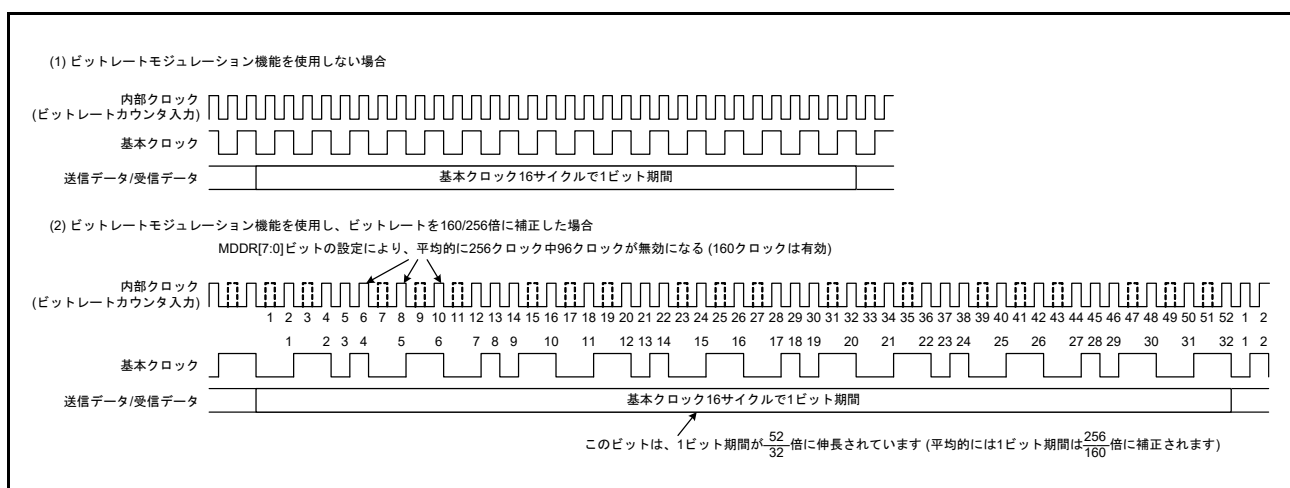 (1) ビットレートモジュレーション機能を使用しない場合
内部クロック
(ビットレートカウンタ入力)
基本クロック
送信データ/受信データ
基本クロック16サイクルで1ビット期間
(2) ビットレートモジュレーション機能を使用し、ビットレートを160/256倍に補正した場合
MDDR[7:0]ビットの設定により、平均的に256クロック中96クロックが無効になる (160クロックは有効)
内部クロック
(ビットレートカウンタ入力)
1 2 3 4 5 6 7 8 9 10 11 12 13 14 15 16 17 18 19 20 21 22 23 24 25 26 27 28 29 30 31 32 33 34 35 36 37 38 39 40 41 42 43 44 45 46 47 48 49 50 51 52 1 2
1 2 3 4 5 6 7 8 9 10 11 12 13 14 15 16 17 18 19 20 21 22 23 24 25 26 27 28 29 30 31 32 1 2
基本クロック
送信データ/受信データ
基本クロック16サイクルで1ビット期間
このビットは、1ビット期間が52/32倍に伸長されています (平均的には1ビット期間は256/160倍に補正されます)